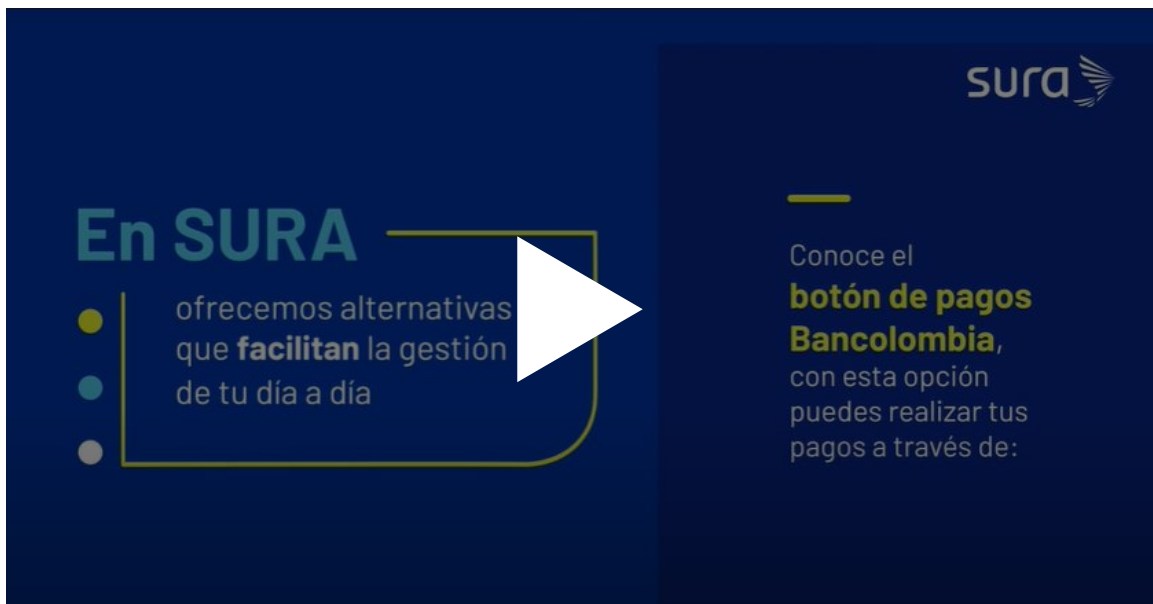 sura
En SURA
ofrecemos alternativas
que facilitan la gestión
de tu día a día
Conoce el
botón de pagos
Bancolombia,
con esta opción
puedes realizar tus
pagos a través de: